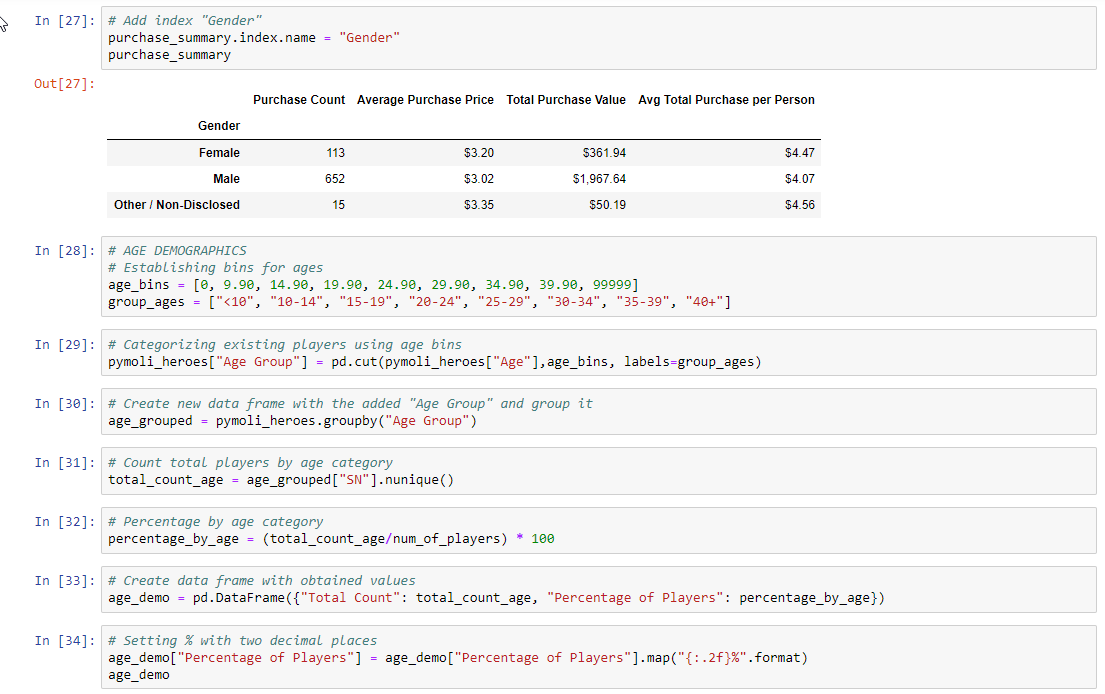 In [27]: # Add index "Gender"
purchase_summary.index.name = "Gender"
purchase_summary
Out[27]:
Purchase Count Average Purchase Price Total Purchase Value Avg Total Purchase per Person
Gender
Female 113 $3.20 $361.94 $4.47
Male 652 $3.02 $1,967.64 $4.07
Other / Non-Disclosed 15 $3.35 $50.19 $4.56
In [28]: # AGE DEMOGRAPHICS
# Establishing bins for ages
age_bins = [0, 9.90, 14.90, 19.90, 24.90, 29.90, 34.90, 39.90, 99999]
group_ages = ["<10", "10-14", "15-19", "20-24", "25-29", "30-34", "35-39", "40+"]
In [29]: # Categorizing existing players using age bins
pymoli_heroes["Age Group"] = pd.cut(pymoli_heroes["Age"],age_bins, labels=group_ages)
In [30]: # Create new data frame with the added "Age Group" and group it
age_grouped = pymoli_heroes.groupby("Age Group")
In [31]: # Count total players by age category
total_count_age = age_grouped["SN"].nunique()
In [32]: # Percentage by age category
percentage_by_age = (total_count_age/num_of_players) * 100
In [33]: # Create data frame with obtained values
age_demo = pd.DataFrame({"Total Count": total_count_age, "Percentage of Players": percentage_by_age})
In [34]: # Setting % with two decimal places
age_demo["Percentage of Players"] = age_demo["Percentage of Players"].map("{:.2f}%".format)
age_demo